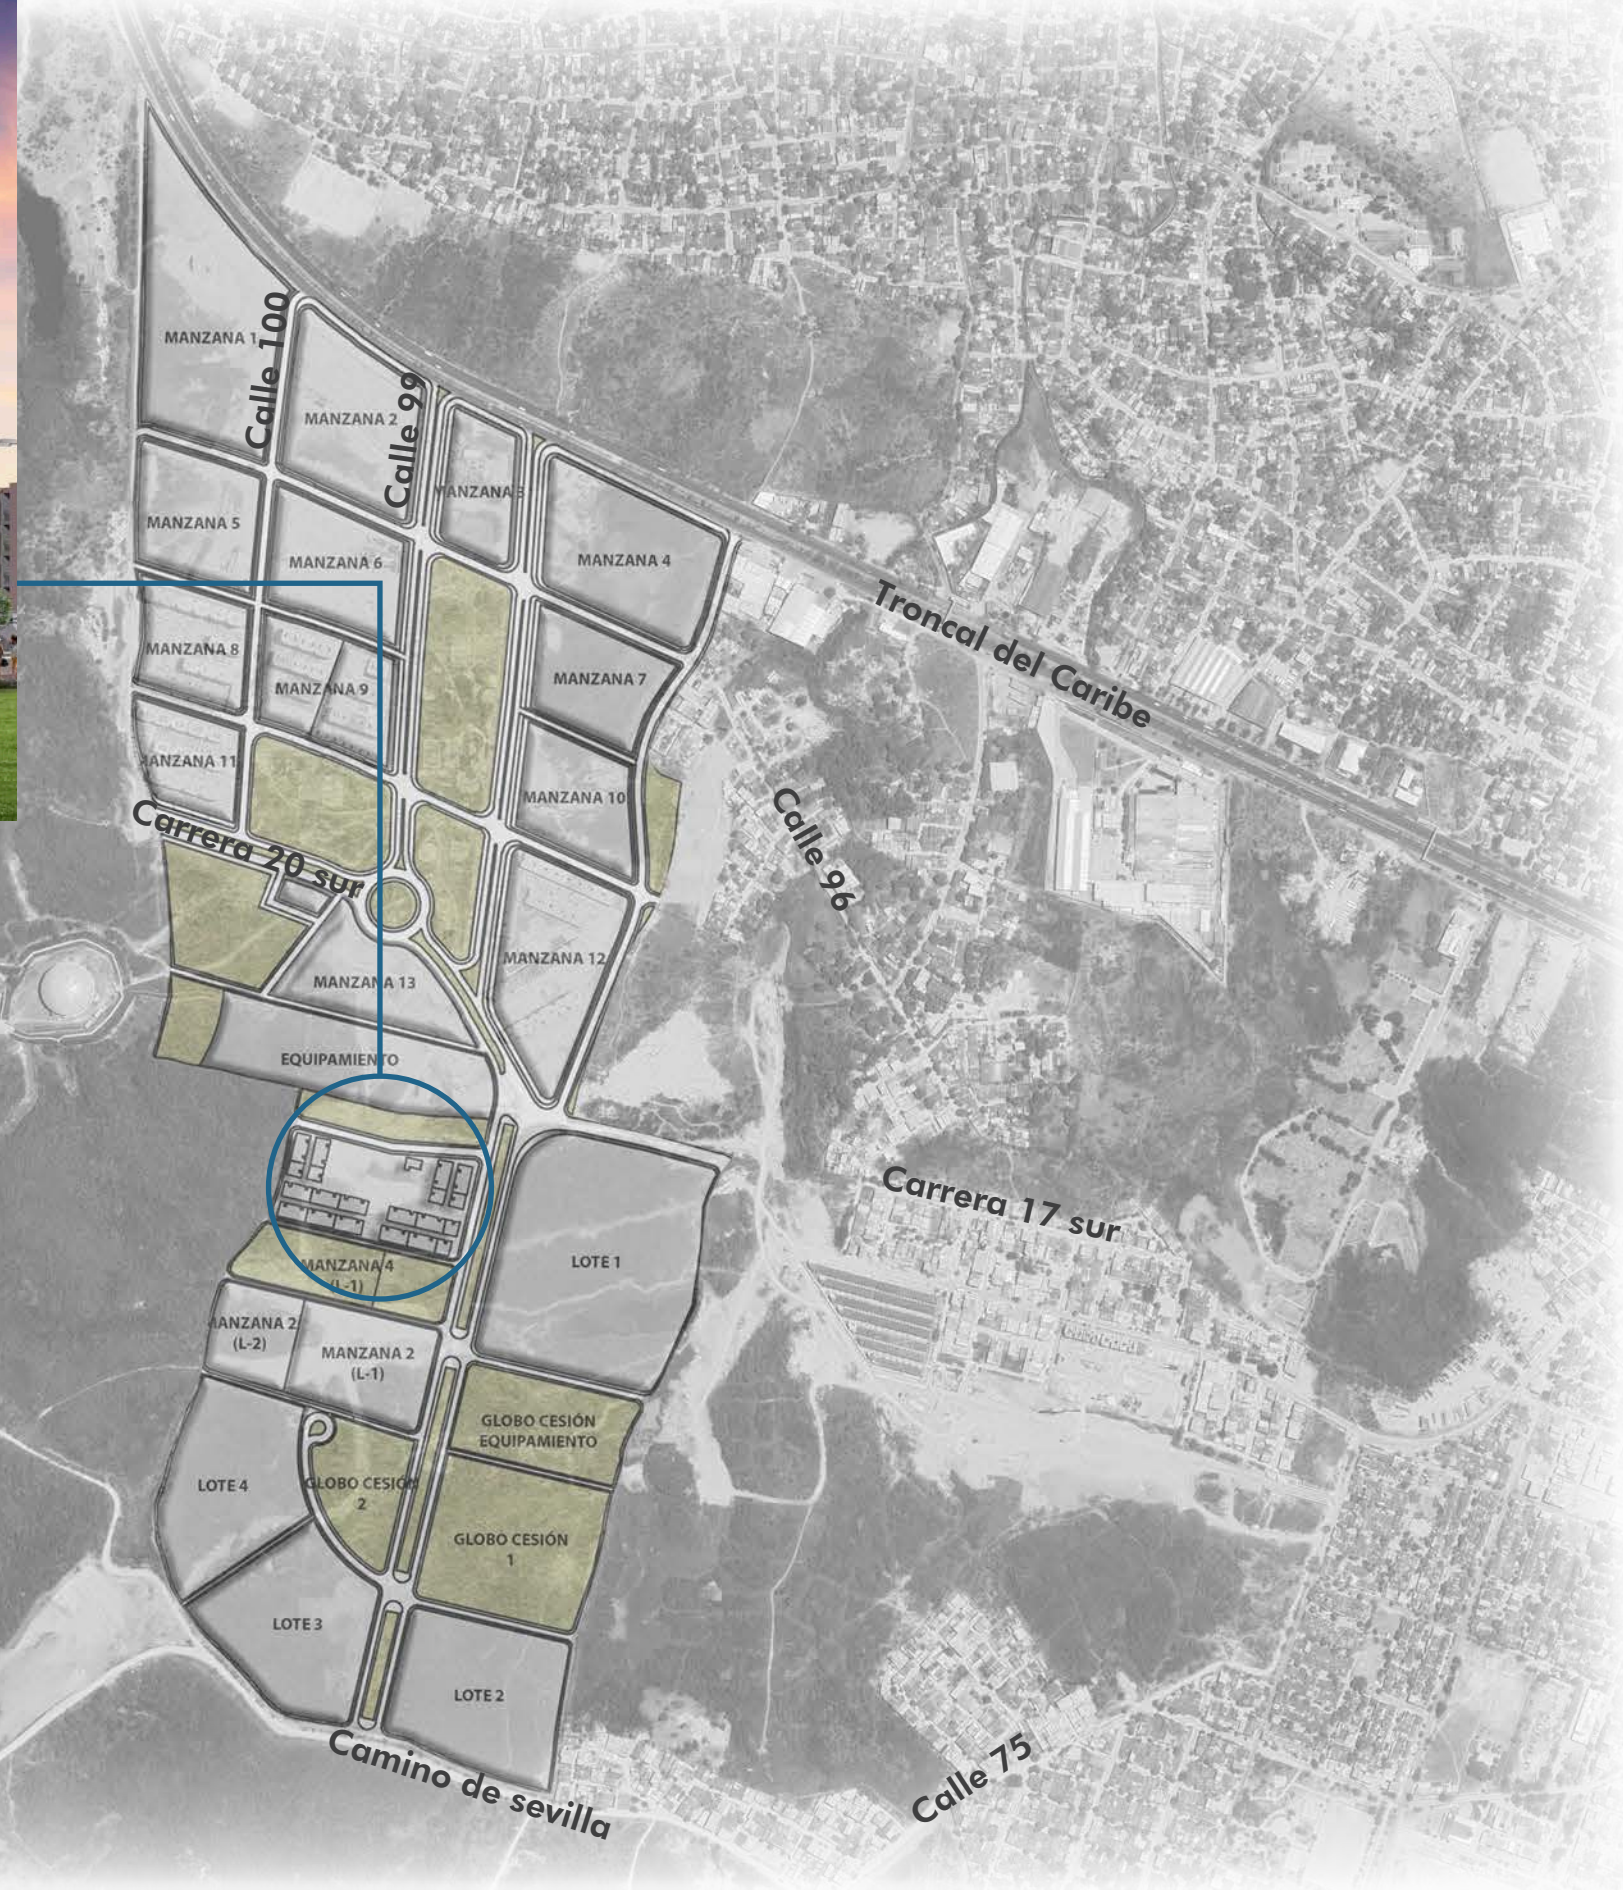 MANZANA 1
Calle 100
MANZANA 2
Calle 99
MANZANA 3
MANZANA 4
MANZANA 5
MANZANA 6
Troncal del Caribe
MANZANA 8
MANZANA 9
MANZANA 7
MANZANA 11
MANZANA 10
Calle 96
Carrera 20 sur
MANZANA 12
MANZANA 13
EQUIPAMIENTO
Carrera 17 sur
MANZANA 4
(L-1)
LOTE 1
MANZANA 2
(L-2)
MANZANA 2
(L-1)
GLOBO CESIÓN
EQUIPAMIENTO
LOTE 4
GLOBO CESIÓN
2
GLOBO CESIÓN
1
LOTE 3
LOTE 2
Camino de sevilla
Calle 75